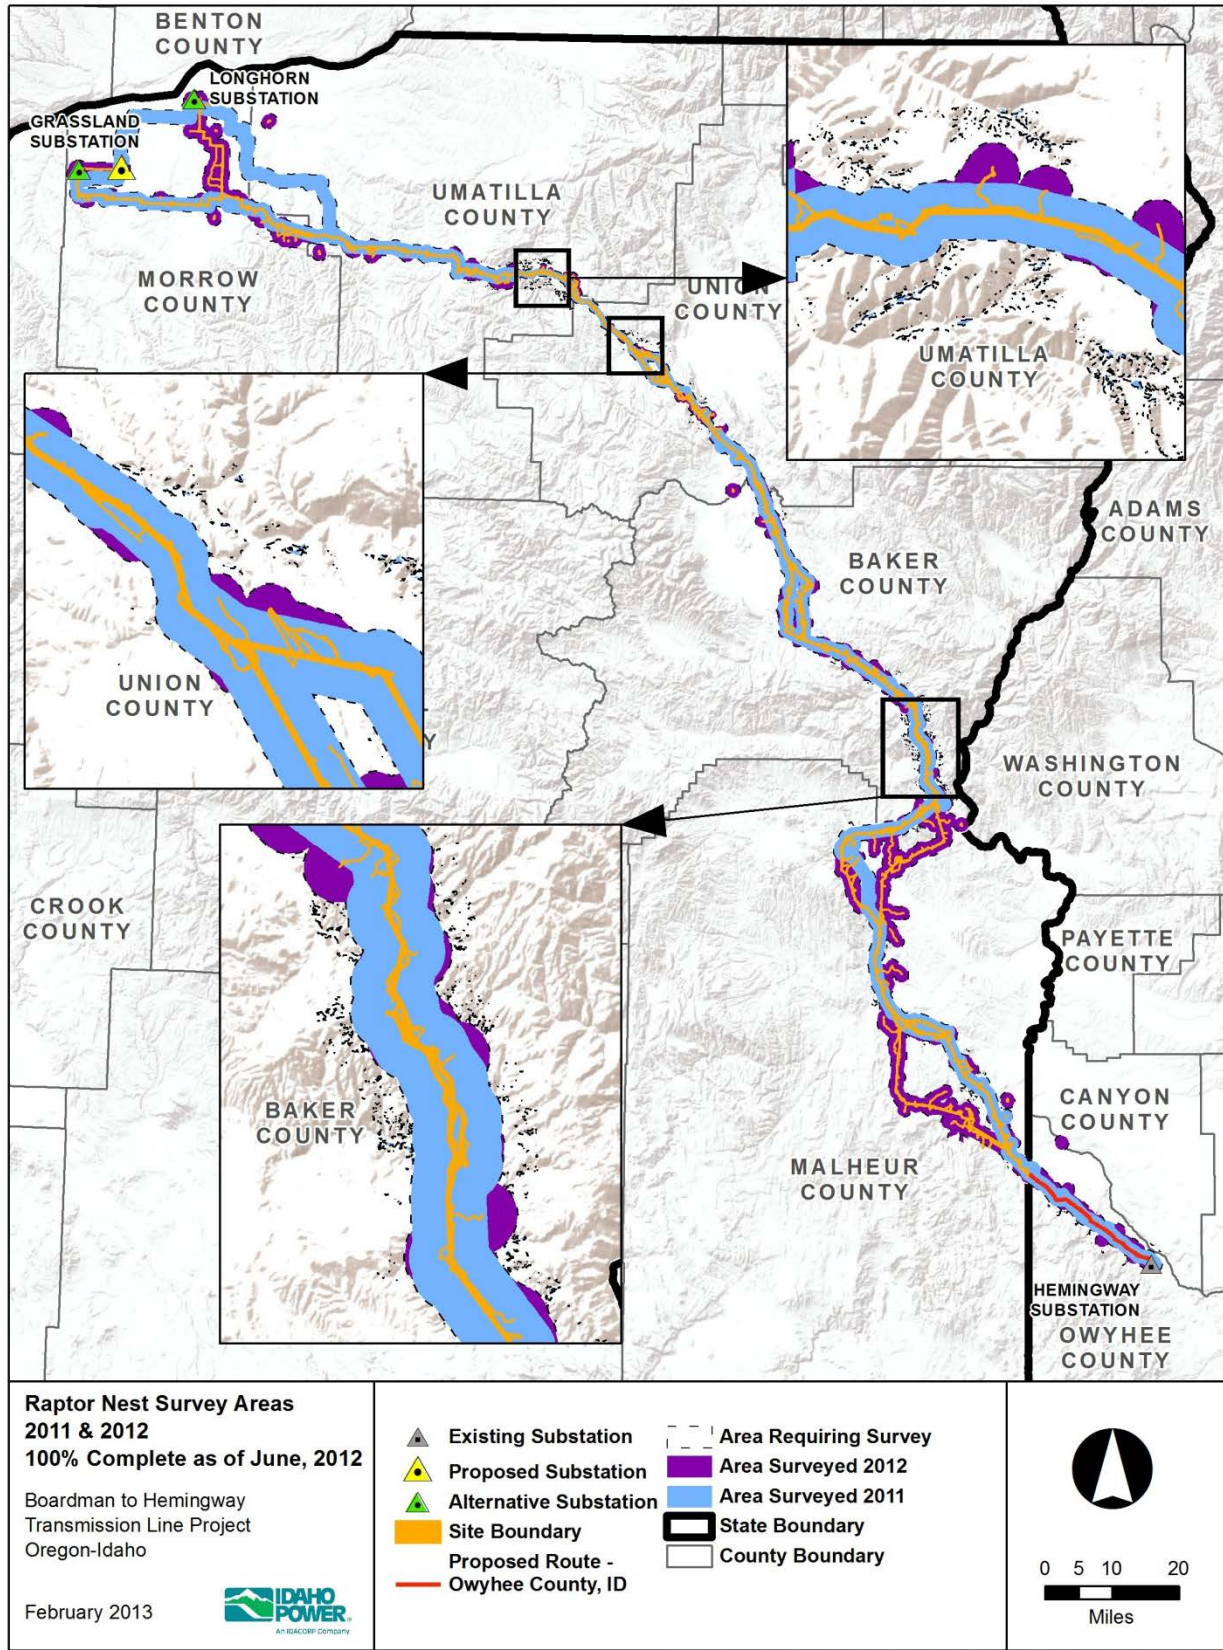 BENTON
COUNTY
LONGHORN
SUBSTATION
GRASSLAND
SUBSTATION
UMATILLA
COUNTY
MORROW
COUNTY
UNION
COUNTY
UMATILLA
COUNTY
ADAMS
COUNTY
BAKER
COUNTY
UNION
COUNTY
Y
WASHINGTON
COUNTY
CROOK
COUNTY
PAYETTE
COUNTY
BAKER
COUNTY
CANYON
COUNTY
MALHEUR
COUNTY
HEMINGWAY
SUBSTATION
OWYHEE
COUNTY
Raptor Nest Survey Areas
2011 & 2012
100% Complete as of June, 2012
Boardman to Hemingway
Transmission Line Project
Oregon-Idaho
February 2013
IDAHO
POWER
An IDACORP Company
Existing Substation
Proposed Substation
Alternative Substation
Site Boundary
Proposed Route -
Owyhee County, ID
Area Requiring Survey
Area Surveyed 2012
Area Surveyed 2011
State Boundary
County Boundary
0 5 10 20
Miles